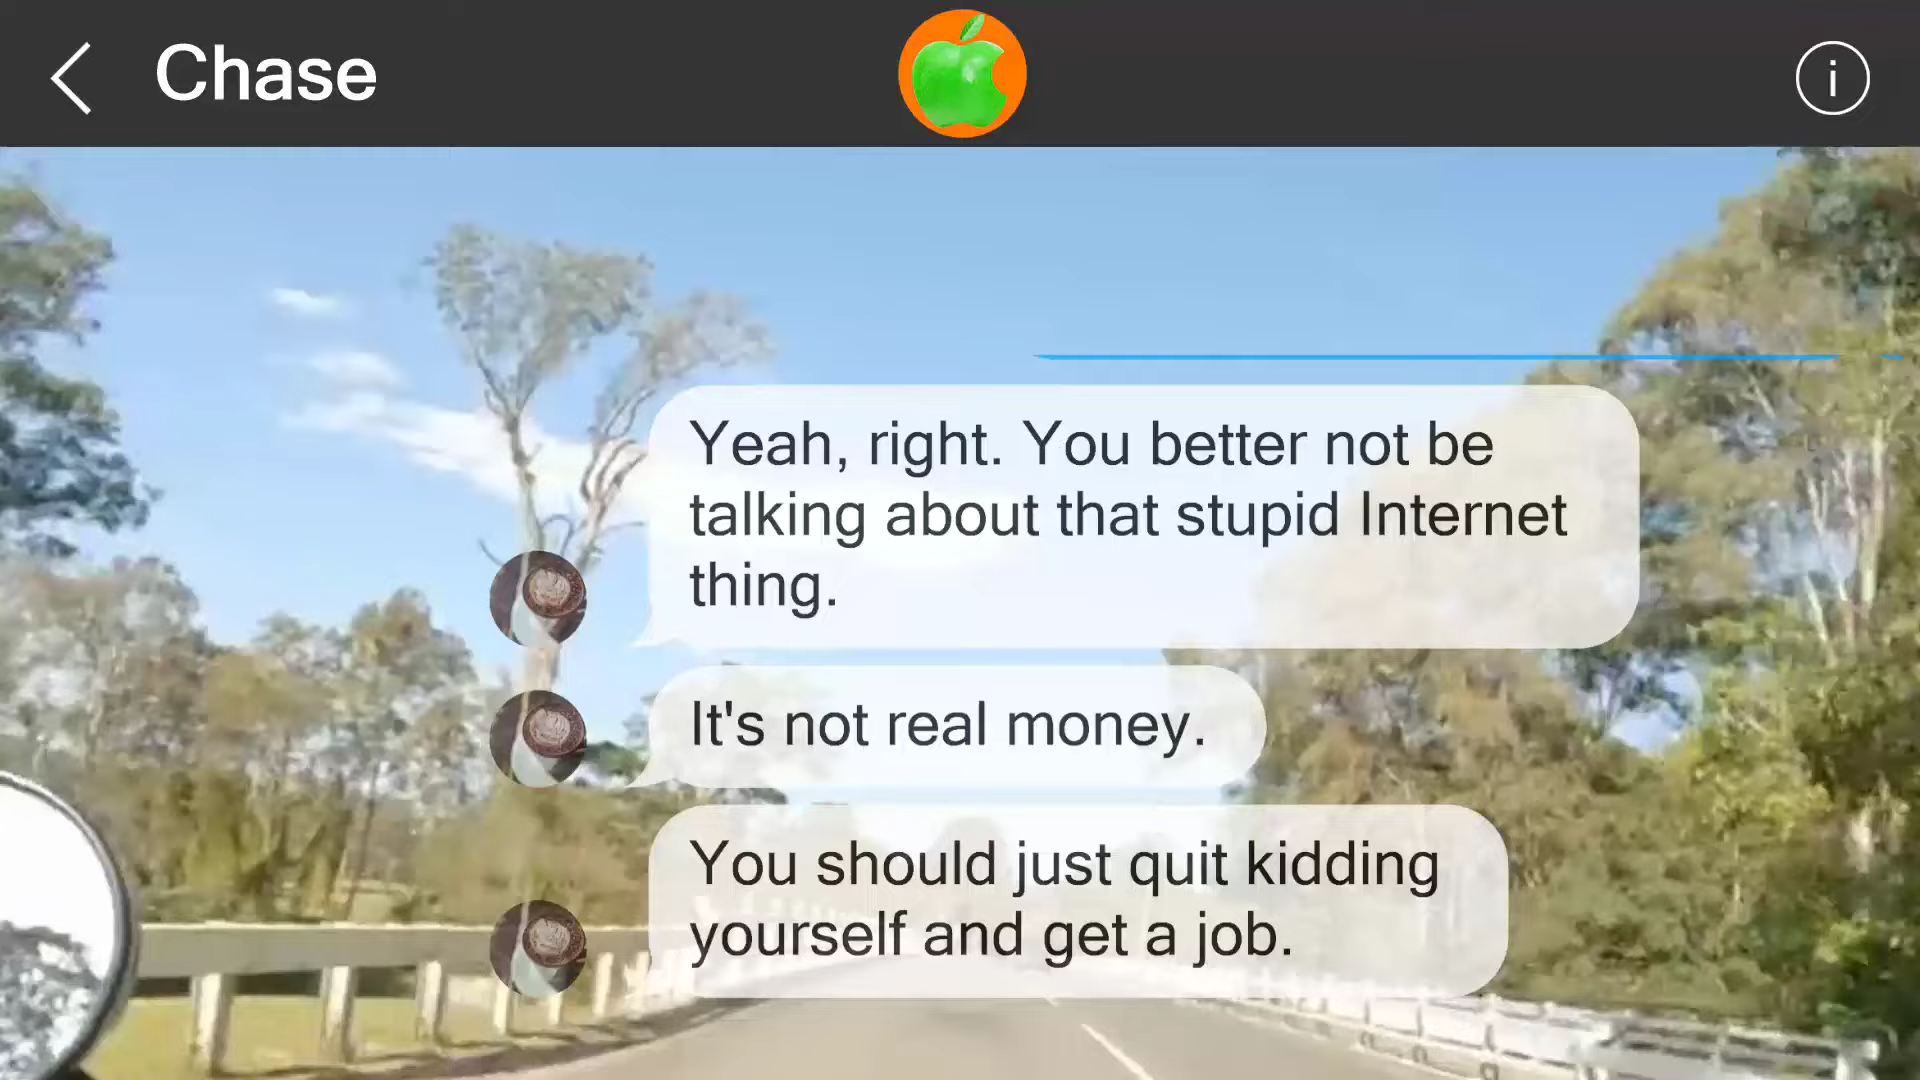 Chase
Yeah, right. You better not be
talking about that stupid Internet
thing.
It's not real money.
You should just quit kidding
yourself and get a job.